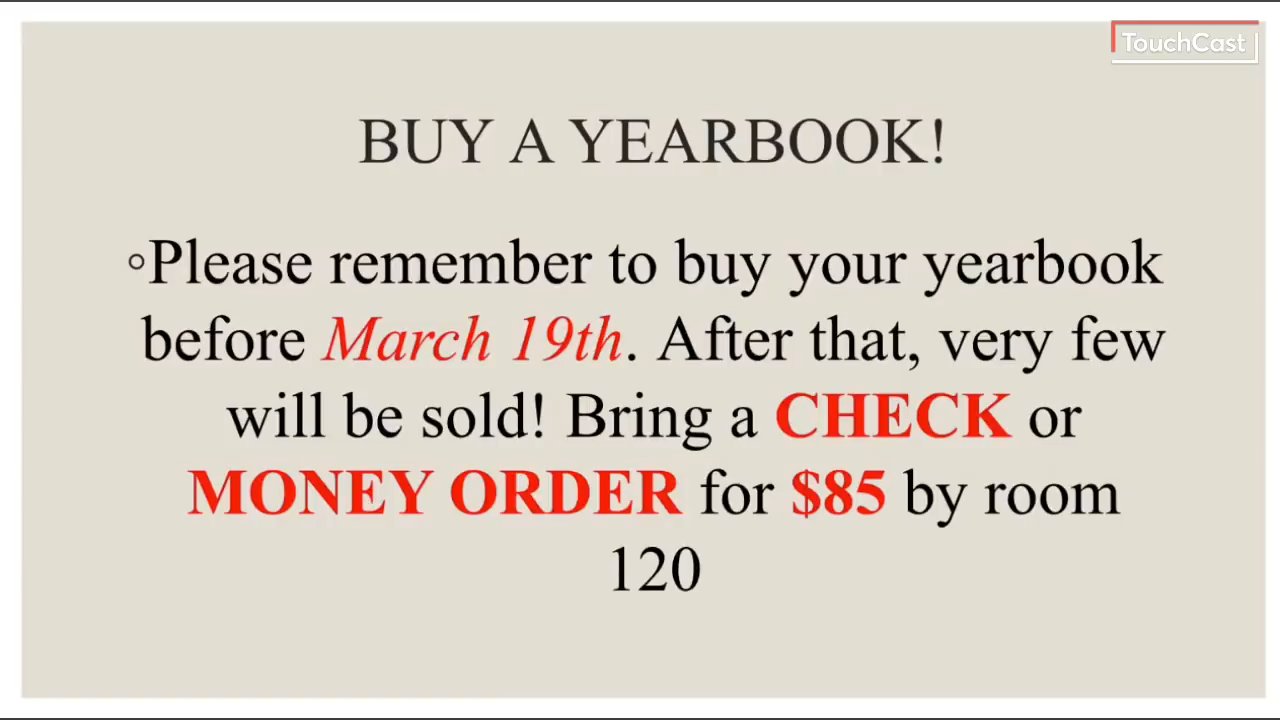 TouchCast
BUY A YEARBOOK!
◦Please remember to buy your yearbook
before March 19th. After that, very few
will be sold! Bring a CHECK or
MONEY ORDER for $85 by room
120